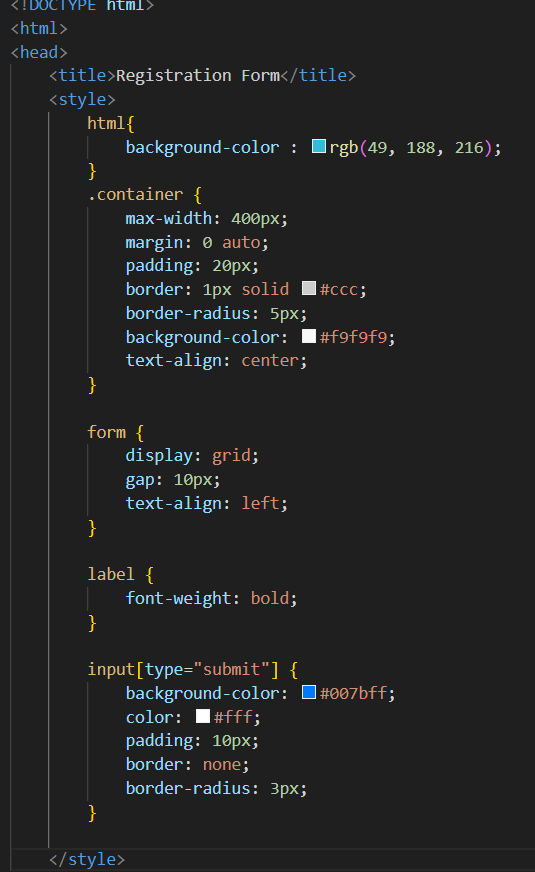 <!DOCTYPE html>
<html>
<head>
    <title>Registration Form</title>
    <style>
        html{
            background-color : rgb(49, 188, 216);
        }
        .container {
            max-width: 400px;
            margin: 0 auto;
            padding: 20px;
            border: 1px solid #ccc;
            border-radius: 5px;
            background-color: #f9f9f9;
            text-align: center;
        }

        form {
            display: grid;
            gap: 10px;
            text-align: left;
        }

        label {
            font-weight: bold;
        }

        input[type="submit"] {
            background-color: #007bff;
            color: #fff;
            padding: 10px;
            border: none;
            border-radius: 3px;
        }

    </style>